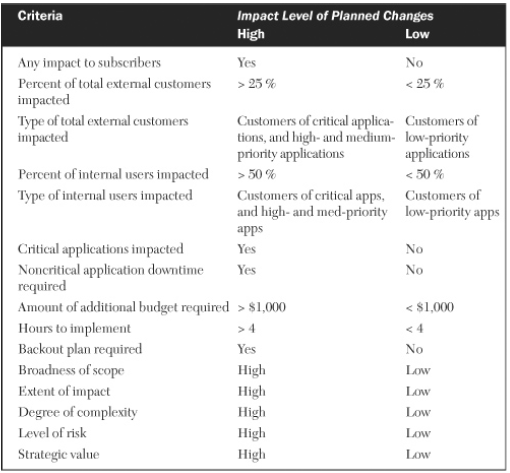 Criteria Impact Level of Planned Changes
High Low
Any impact to subscribers Yes No
Percent of total external customers > 25 % < 25 %
impacted
Type of total external customers Customers of critical applica- Customers of
impacted tions, and high- and medium- low-priority
priority applications applications
Percent of internal users impacted > 50 % < 50 %
Type of internal users impacted Customers of critical apps, Customers of
and high- and med-priority low-priority apps
apps
Critical applications impacted Yes No
Noncritical application downtime Yes No
required
Amount of additional budget required > $1,000 < $1,000
Hours to implement > 4 < 4
Backout plan required Yes No
Broadness of scope High Low
Extent of impact High Low
Degree of complexity High Low
Level of risk High Low
Strategic value High Low